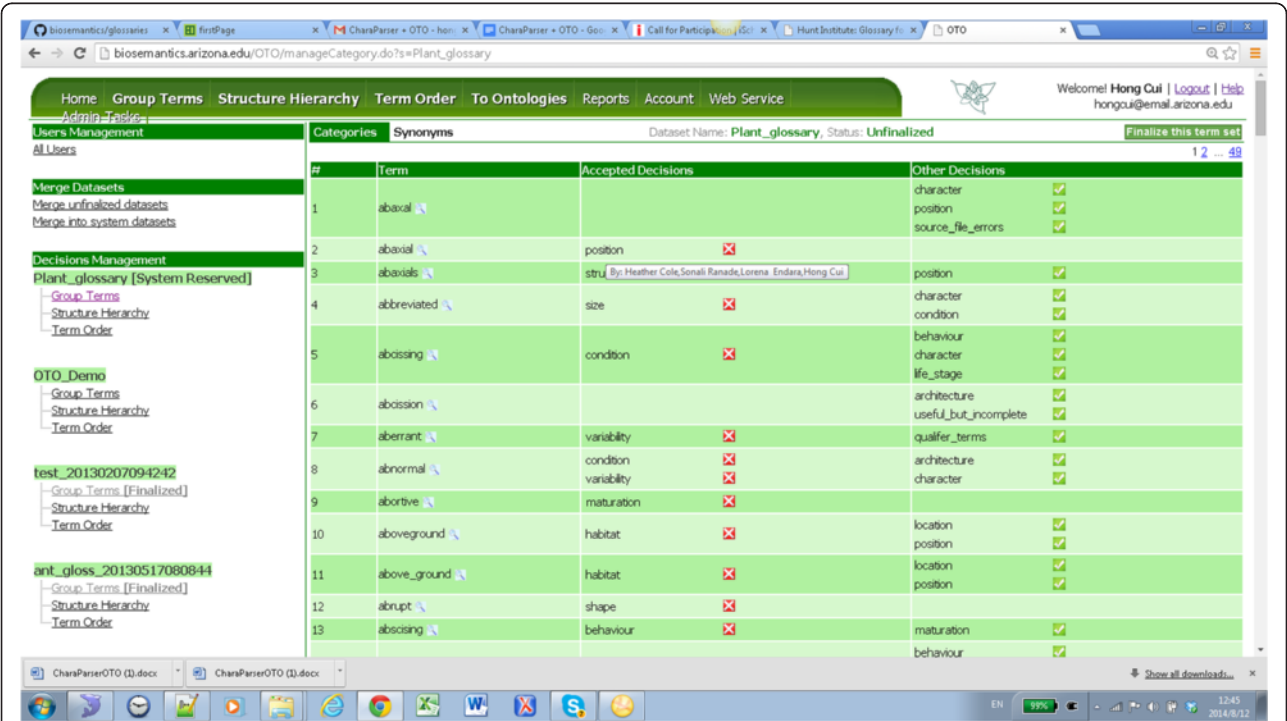 biosemantics/glossaries
firstPage
CharaParser + OTO - hon
CharaParser + OTO - Goo
Call for Participation | iScl
Hunt Institute: Glossary fo
OTO
biosemantics.arizona.edu/OTO/manageCategory.do?s=Plant_glossary
Home Group Terms Structure Hierarchy Term Order To Ontologies Reports Account Web Service
Admin Tasks
Welcome! Hong Cui | Logout | Help
hongcui@email.arizona.edu
Users Management
All Users
Merge Datasets
Merge unfinalized datasets
Merge into system datasets
Decisions Management
Plant_glossary [System Reserved]
Group Terms
Structure Hierarchy
Term Order
OTO_Demo
Group Terms
Structure Hierarchy
Term Order
test_20130207094242
Group Terms [Finalized]
Structure Hierarchy
Term Order
ant_gloss_20130517080844
Group Terms [Finalized]
Structure Hierarchy
Term Order
Categories Synonyms Dataset Name: Plant_glossary, Status: Unfinalized Finalize this term set
1 2 ... 49
# Term Accepted Decisions Other Decisions
1 abaxal character
position
source_file_errors
2 abaxial position
3 abaxials stru By: Heather Cole,Sonali Ranade,Lorena Endara,Hong Cui position
4 abbreviated size character
condition
5 abcissing condition behaviour
character
life_stage
6 abcission architecture
useful_but_incomplete
7 aberrant variability qualifer_terms
8 abnormal condition architecture
variability character
9 abortive maturation
10 aboveground habitat location
position
11 above_ground habitat location
position
12 abrupt shape
13 abscising behaviour maturation
behaviour
CharaParserOTO (1).docx
CharaParserOTO (1).docx
Show all downloads...
EN 99% 12:45
2014/8/12